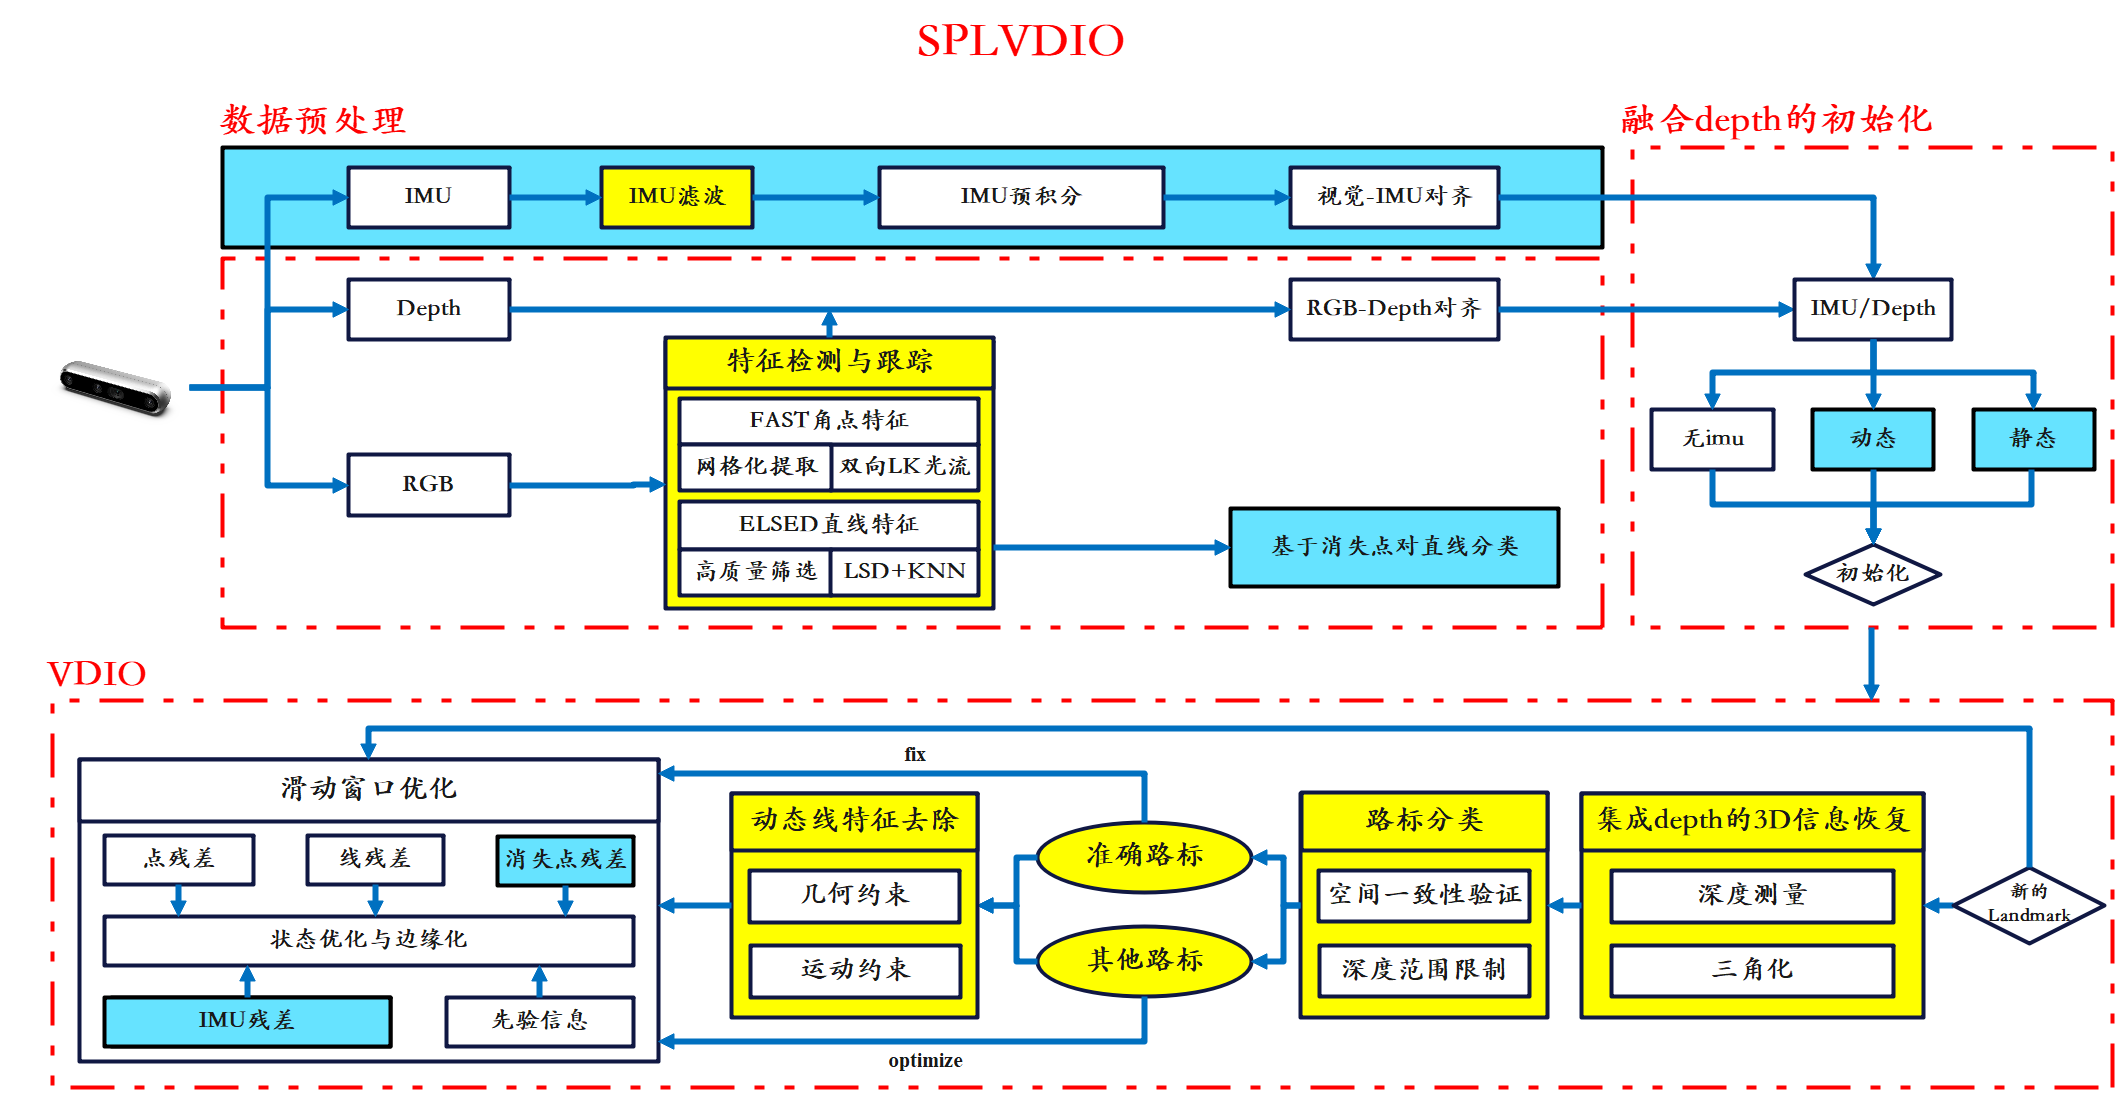 SPLVDIO
数据预处理
融合depth的初始化
IMU
IMU滤波
IMU预积分
视觉-IMU对齐
Depth
RGB-Depth对齐
IMU/Depth
特征检测与跟踪
FAST角点特征
网格化提取
双向LK光流
RGB
ELSED直线特征
高质量筛选
LSD+KNN
基于消失点对直线分类
无imu
动态
静态
初始化
VDIO
fix
滑动窗口优化
点残差
线残差
消失点残差
状态优化与边缘化
IMU残差
先验信息
动态线特征去除
几何约束
运动约束
准确路标
其他路标
optimize
路标分类
空间一致性验证
深度范围限制
集成depth的3D信息恢复
深度测量
三角化
新的
Landmark